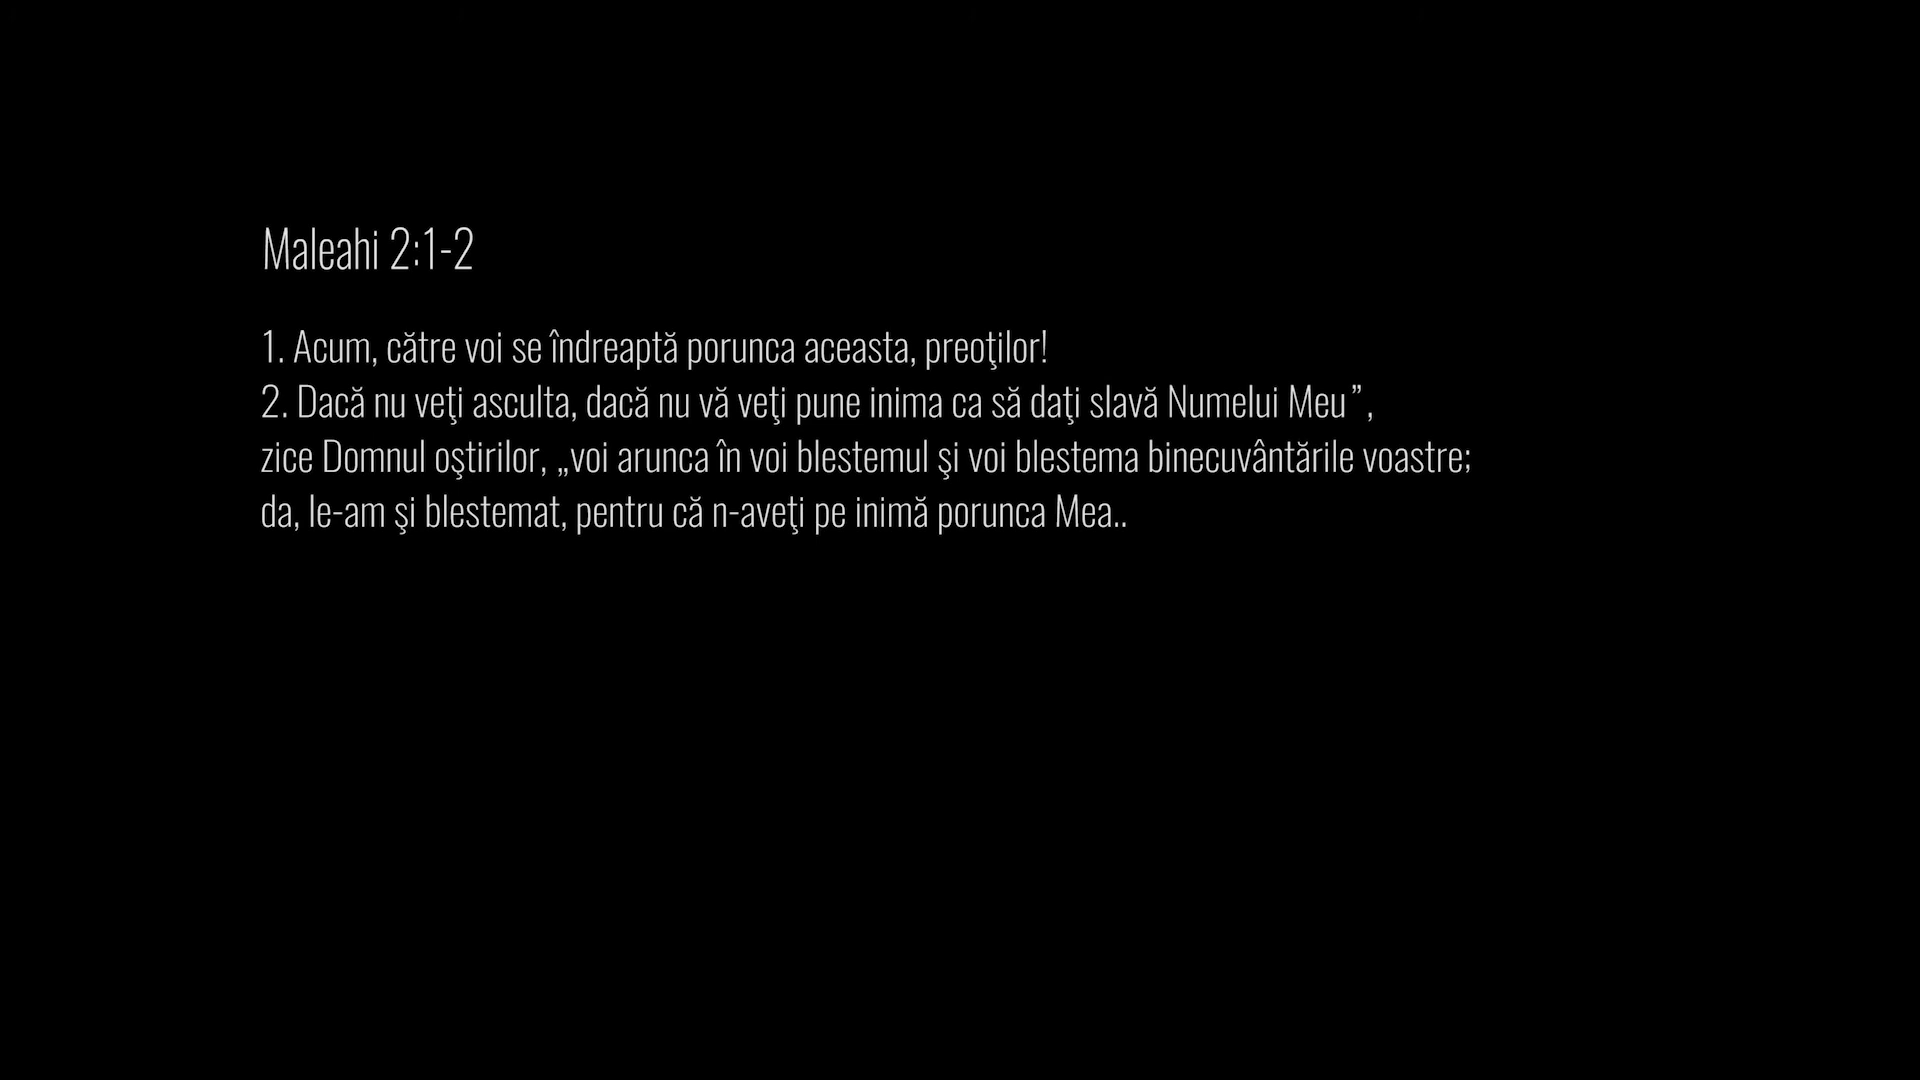 Maleahi 2:1-2
1. Acum, către voi se îndreaptă porunca aceasta, preoţilor!
2. Dacă nu veţi asculta, dacă nu vă veţi pune inima ca să daţi slavă Numelui Meu”,
zice Domnul oştirilor, „voi arunca în voi blestemul şi voi blestema binecuvântările voastre;
da, le-am şi blestemat, pentru că n-aveţi pe inimă porunca Mea..